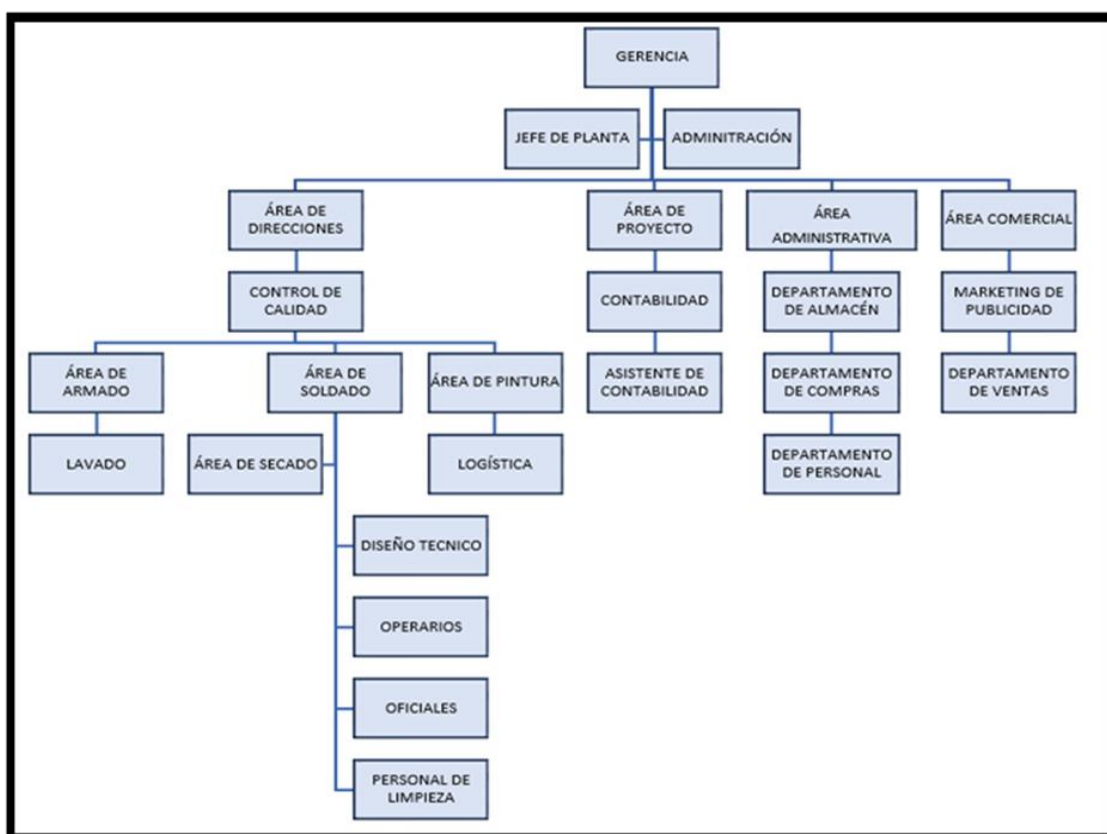 GERENCIA
JEFE DE PLANTA
ADMINITRACIÓN
ÁREA DE
DIRECCIONES
ÁREA DE
PROYECTO
ÁREA
ADMINISTRATIVA
ÁREA COMERCIAL
CONTROL DE
CALIDAD
CONTABILIDAD
DEPARTAMENTO
DE ALMACÉN
MARKETING DE
PUBLICIDAD
ÁREA DE
ARMADO
ÁREA DE
SOLDADO
ÁREA DE PINTURA
ASISTENTE DE
CONTABILIDAD
DEPARTAMENTO
DE COMPRAS
DEPARTAMENTO
DE VENTAS
LAVADO
ÁREA DE SECADO
LOGÍSTICA
DEPARTAMENTO
DE PERSONAL
DISEÑO TECNICO
OPERARIOS
OFICIALES
PERSONAL DE
LIMPIEZA